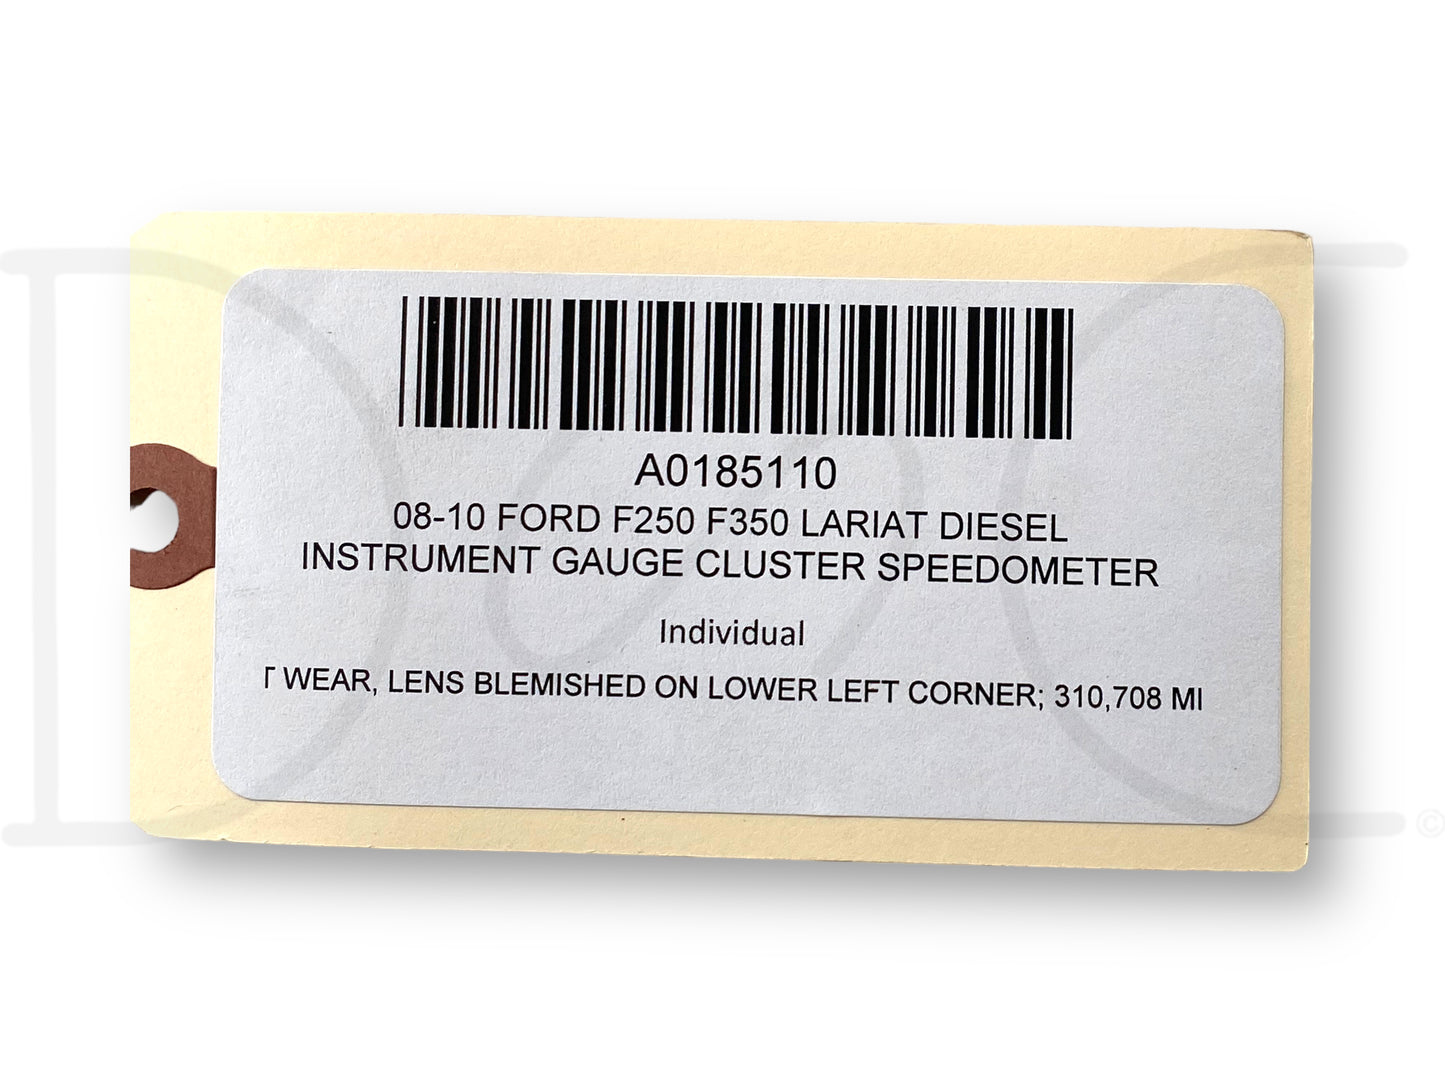 A0185110
08-10 FORD F250 F350 LARIAT DIESEL
INSTRUMENT GAUGE CLUSTER SPEEDOMETER
Individual
WEAR, LENS BLEMISHED ON LOWER LEFT CORNER; 310,708 MI
©